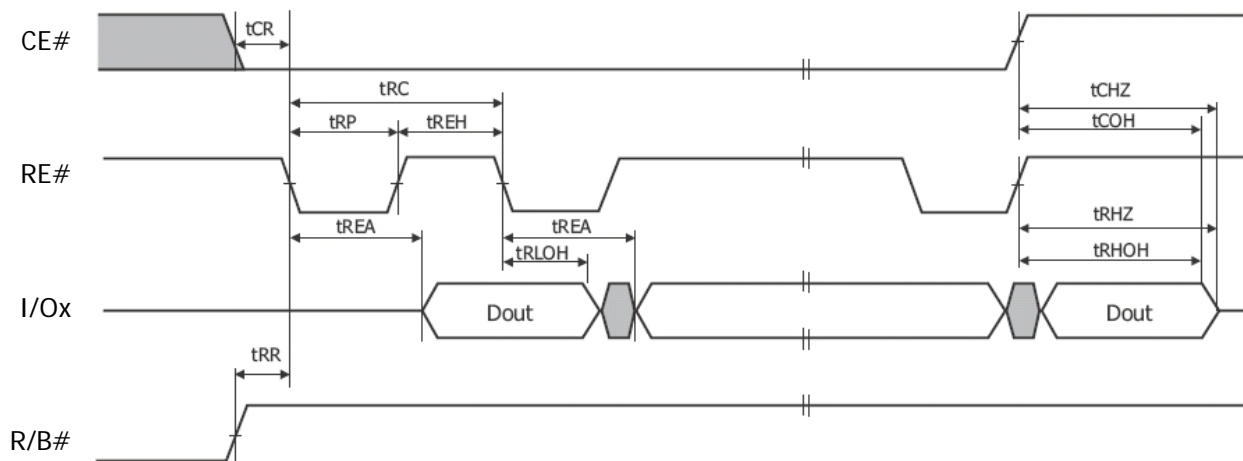 CE#
tCR
tRC
tCHZ
tRP
tREH
tCOH
RE#
tREA
tREA
tRHZ
tRLOH
tRHOH
I/Ox
Dout
Dout
tRR
R/B#